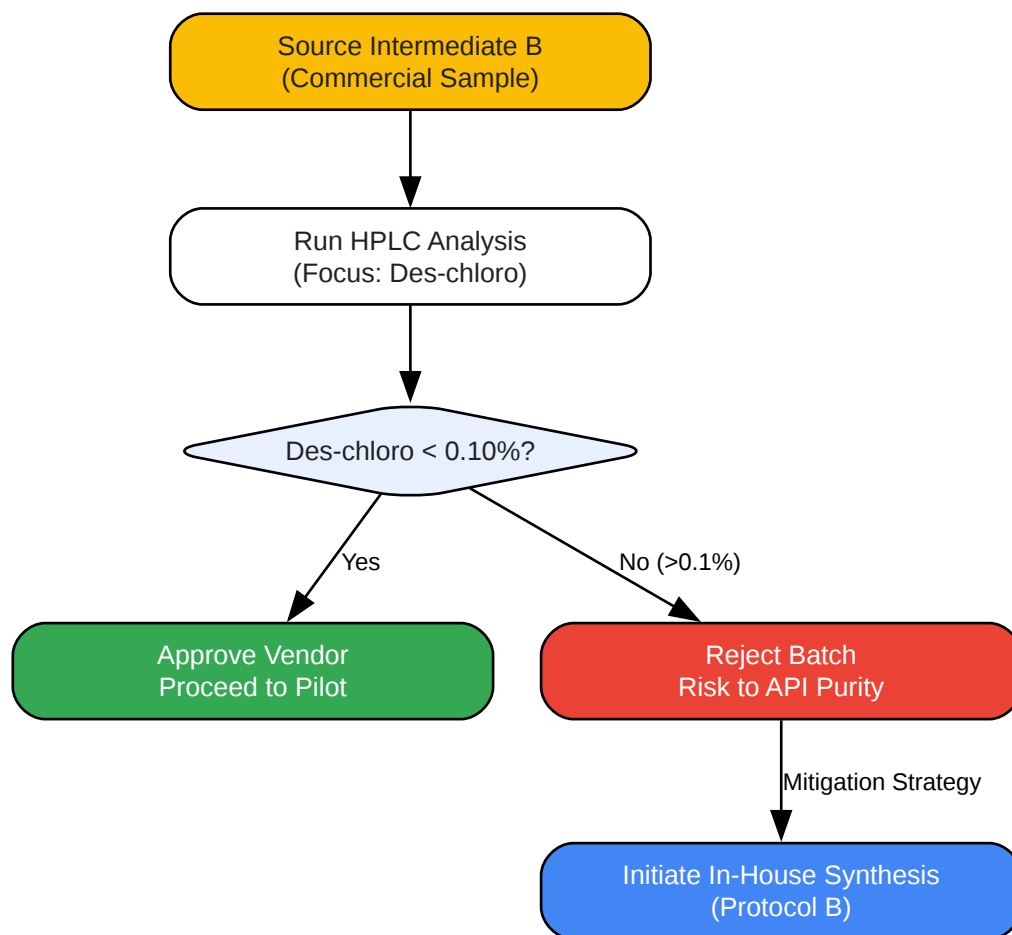 Source Intermediate B
(Commercial Sample)
Run HPLC Analysis
(Focus: Des-chloro)
Des-chloro < 0.10%?
Yes
No (>0.1%)
Approve Vendor
Proceed to Pilot
Reject Batch
Risk to API Purity
Mitigation Strategy
Initiate In-House Synthesis
(Protocol B)